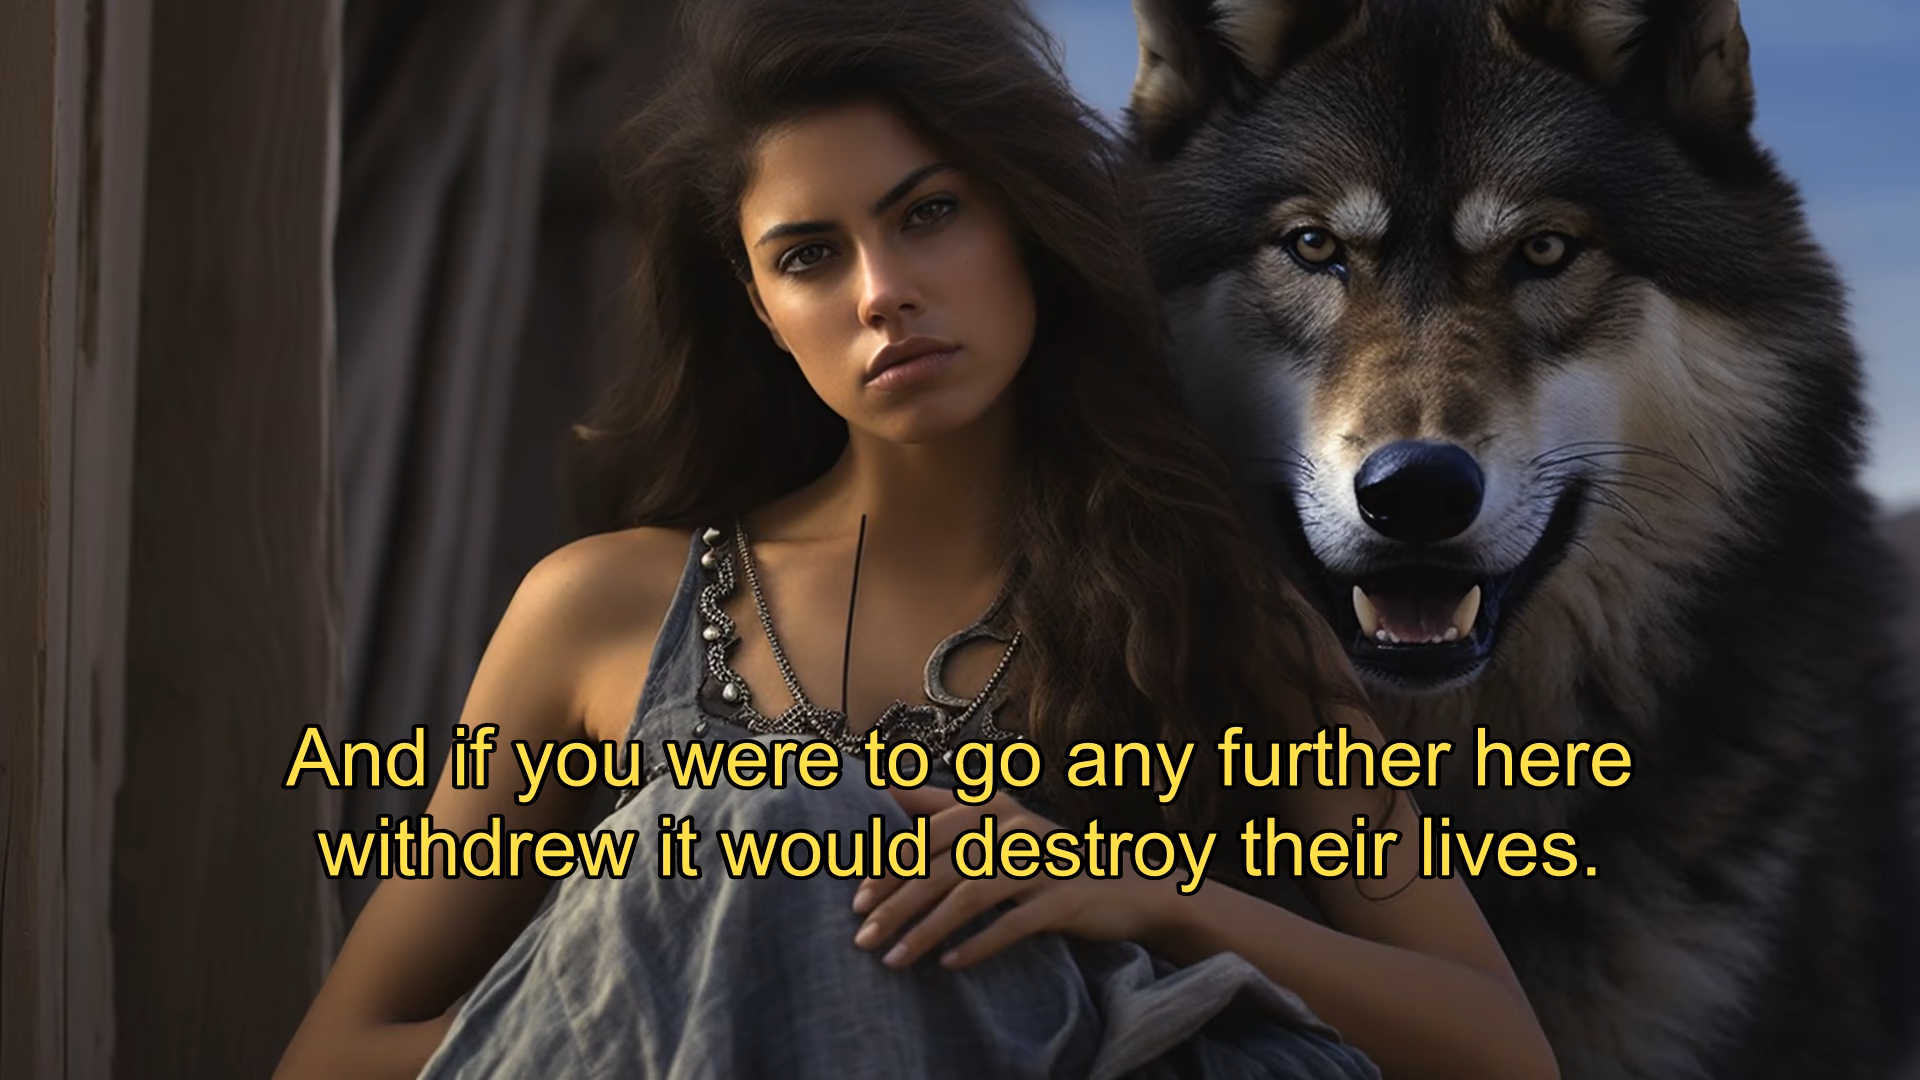 And if you were to go any further here
withdrew it would destroy their lives.